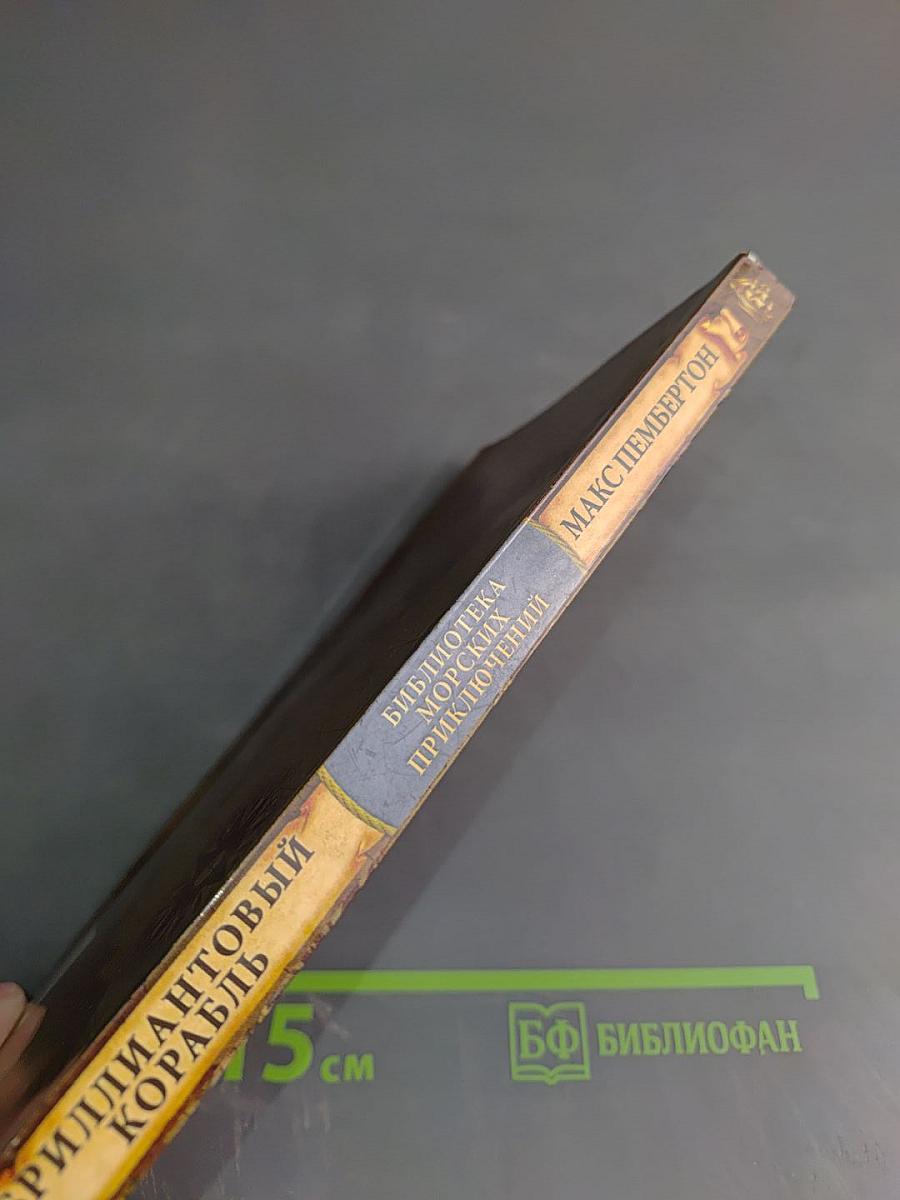 МАКС ПЕМБЕРТОН
БИБЛИОТЕКА
МОРСКИХ
ПРИКЛЮЧЕНИЙ
БРИЛЛИАНТОВЫЙ
КОРАБЛЬ
15 см
БФ БИБЛИОФАН